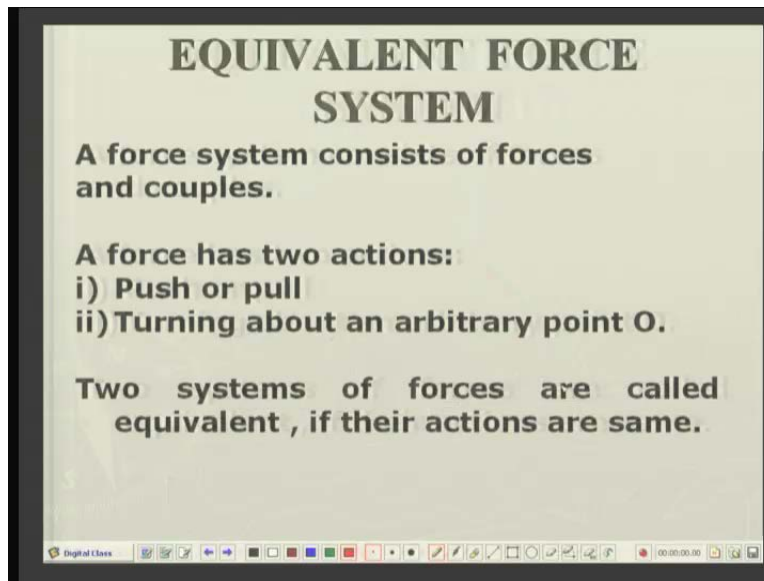 EQUIVALENT FORCE
SYSTEM
A force system consists of forces
and couples.
A force has two actions:
i) Push or pull
ii) Turning about an arbitrary point O.
Two systems of forces are called
equivalent , if their actions are same.
Digital Class
00:00:00.00